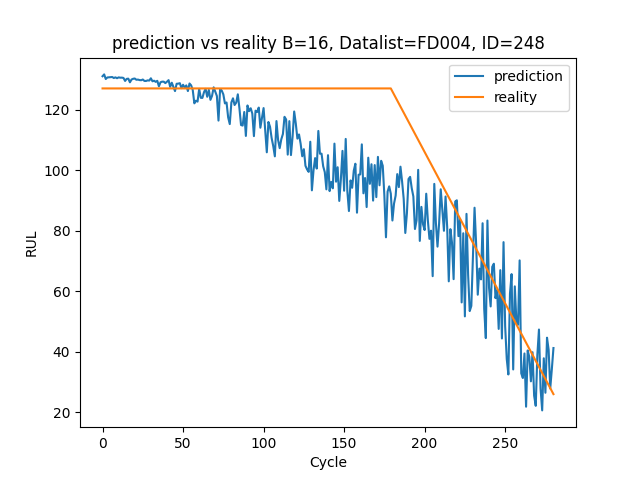 prediction vs reality B=16, Datalist=FD004, ID=248
prediction
reality
RUL
120
100
80
60
40
20
0 50 100 150 200 250
Cycle